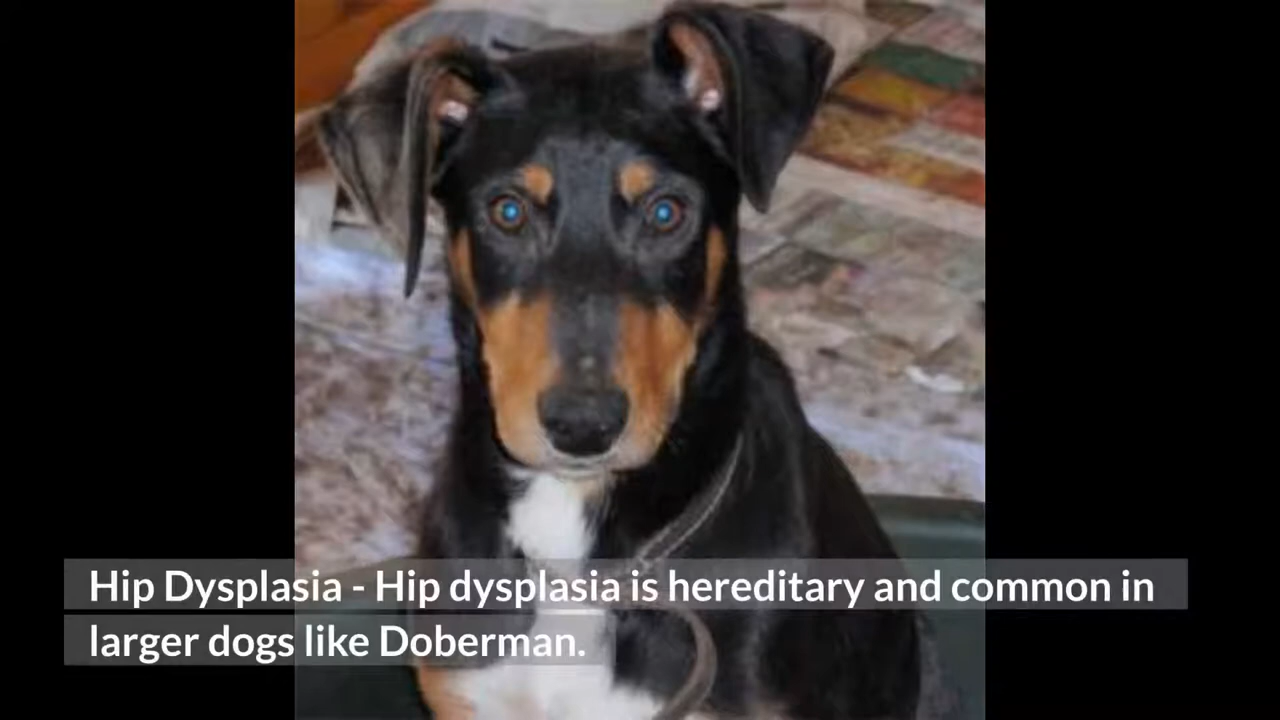 Hip Dysplasia - Hip dysplasia is hereditary and common in
larger dogs like Doberman.